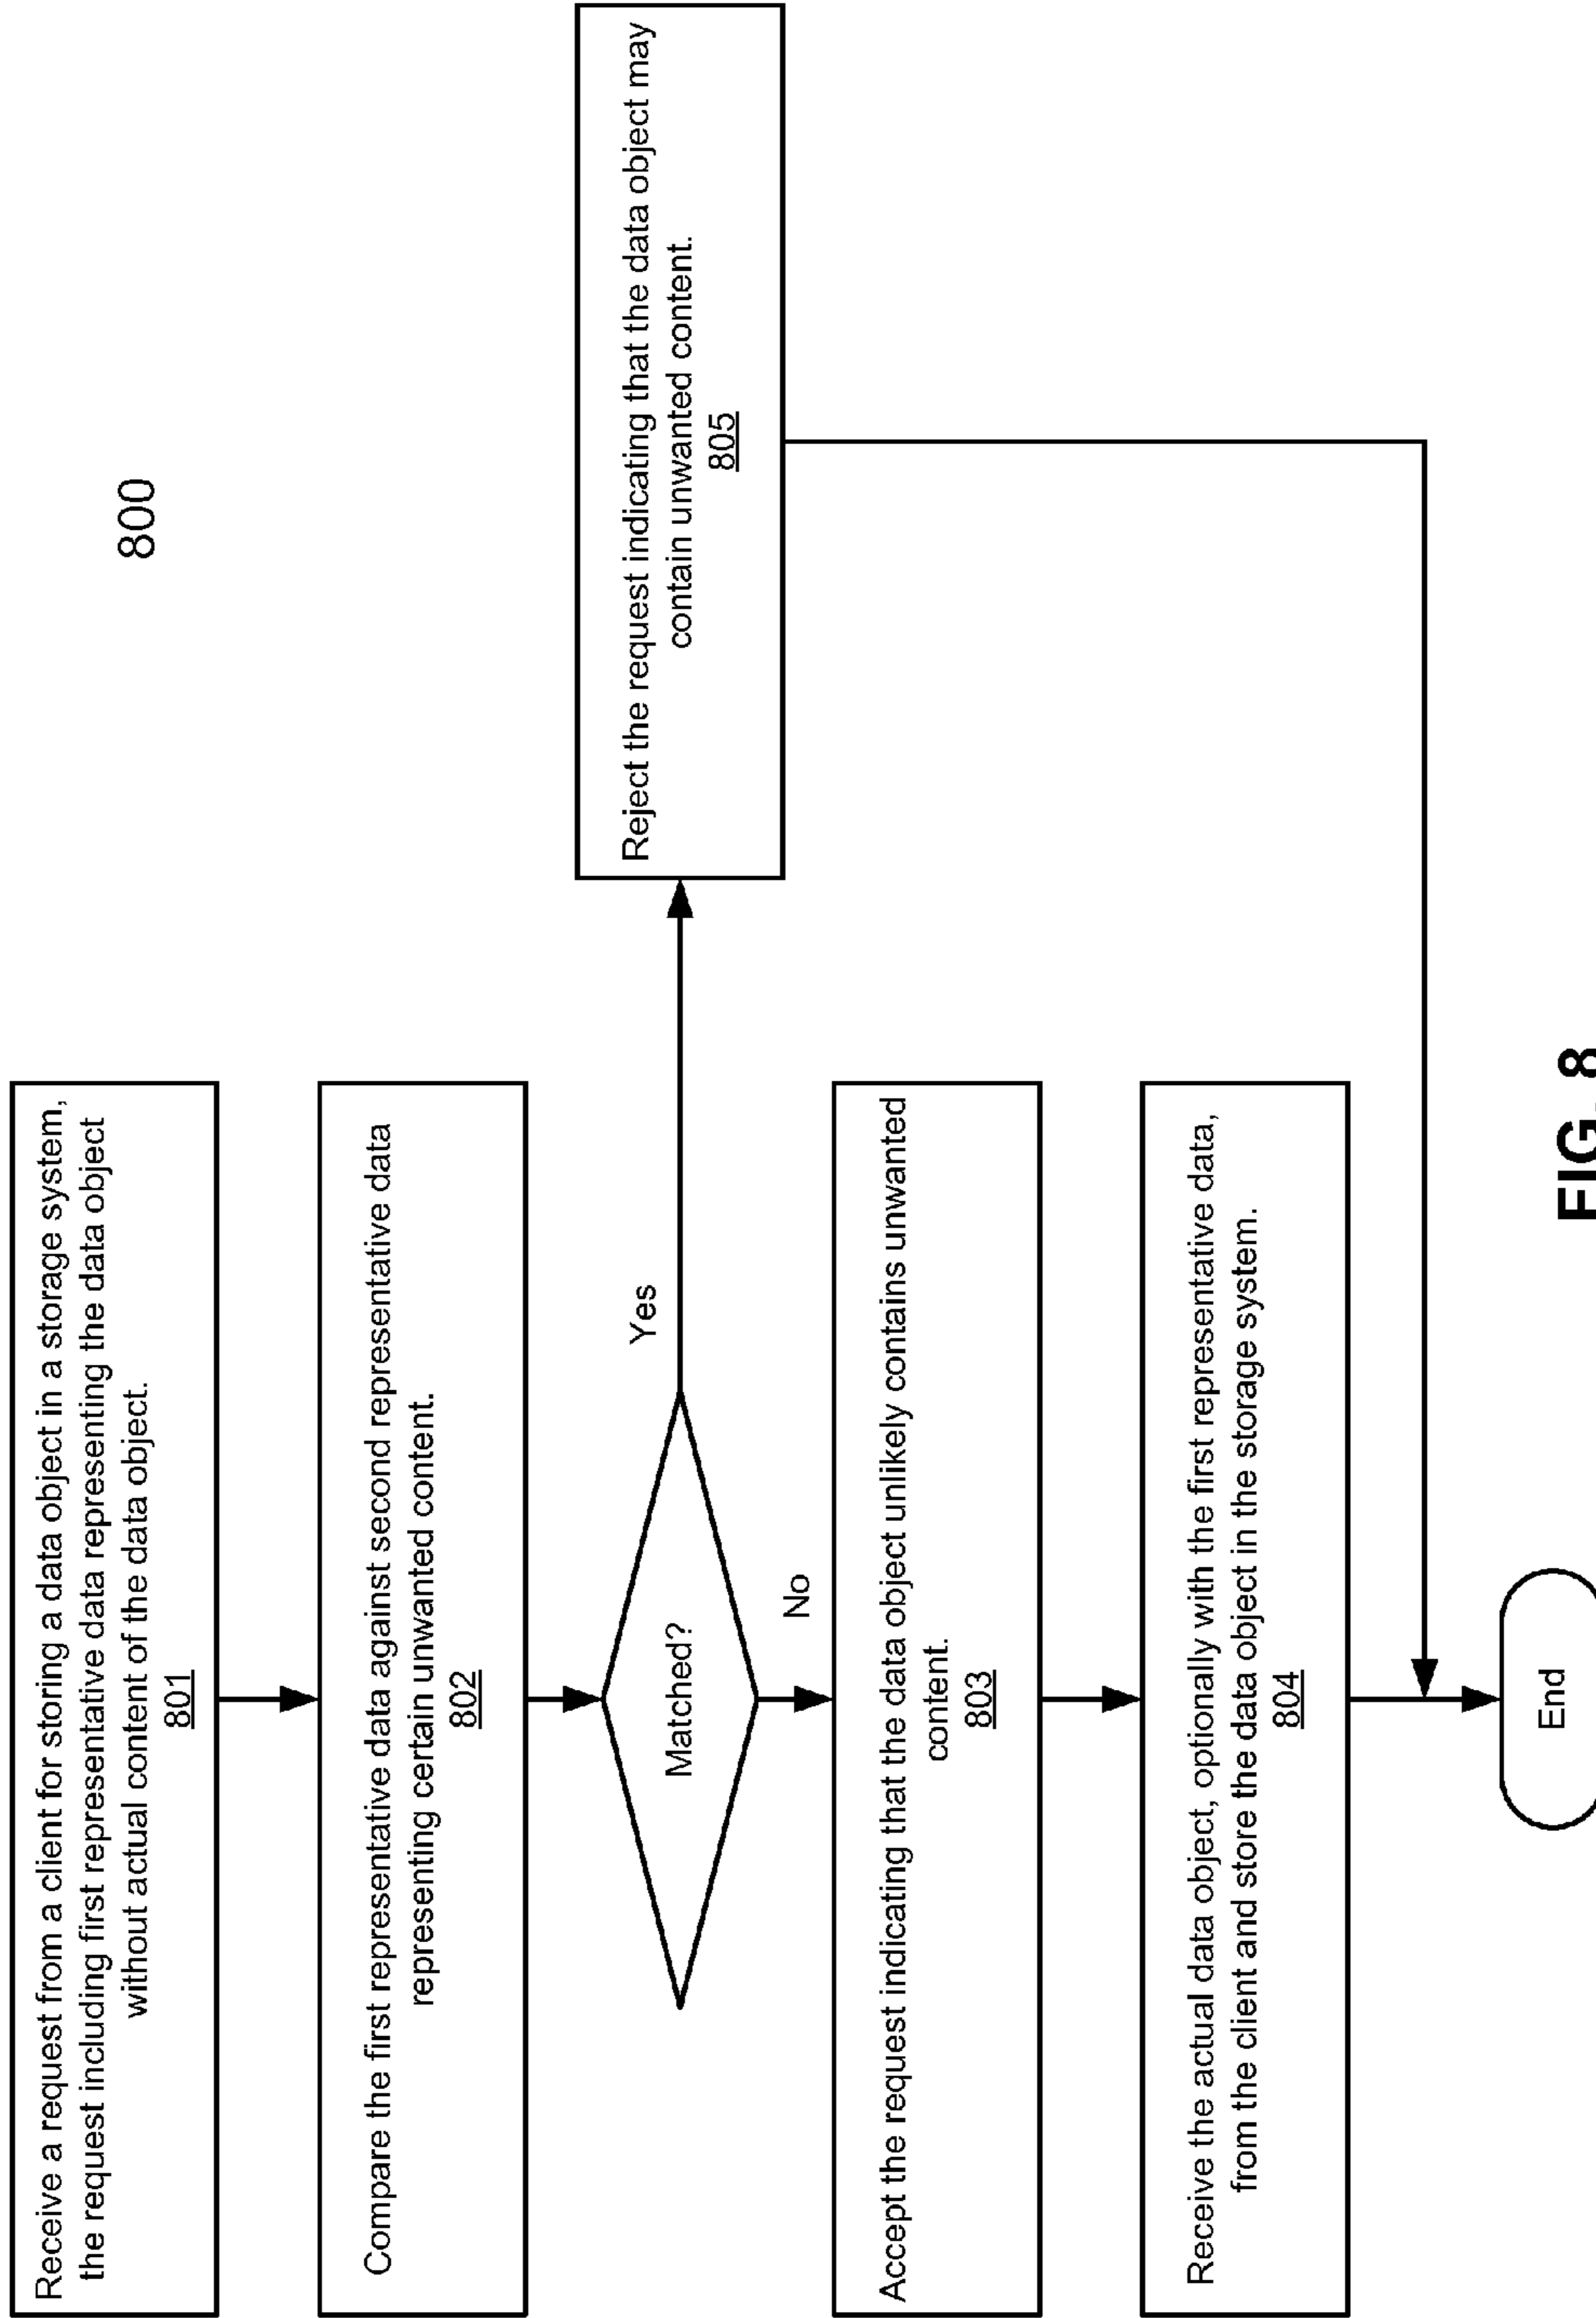 800
Receive a request from a client for storing a data object in a storage system,
the request including first representative data representing the data object
without actual content of the data object.
801
Compare the first representative data against second representative data
representing certain unwanted content.
802
Matched?
Yes
No
Reject the request indicating that the data object may
contain unwanted content.
805
Accept the request indicating that the data object unlikely contains unwanted
content.
803
Receive the actual data object, optionally with the first representative data,
from the client and store the data object in the storage system.
804
End
FIG. 8